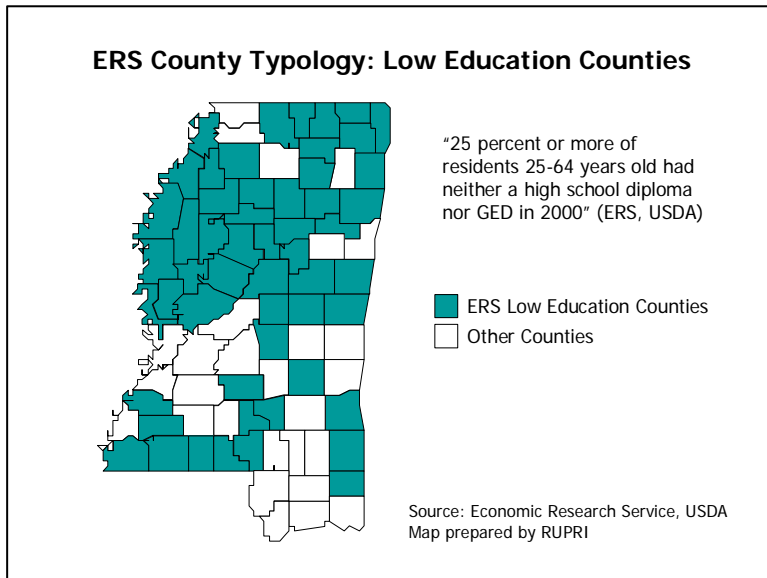 ERS County Typology: Low Education Counties
“25 percent or more of
residents 25-64 years old had
neither a high school diploma
nor GED in 2000” (ERS, USDA)
ERS Low Education Counties
Other Counties
Source: Economic Research Service, USDA
Map prepared by RUPRI